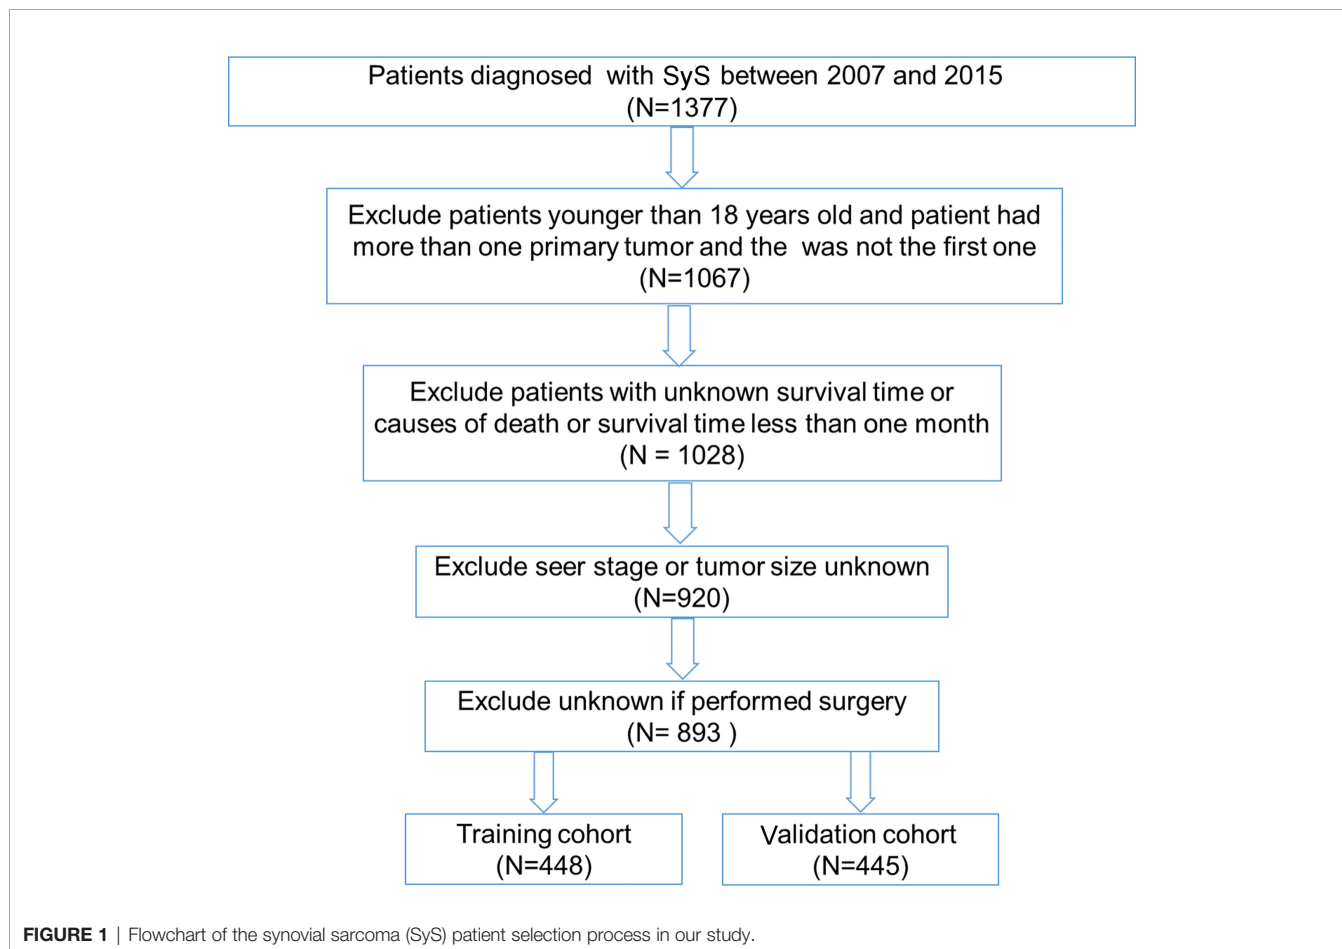 Patients diagnosed with SyS between 2007 and 2015
(N=1377)
Exclude patients younger than 18 years old and patient had
more than one primary tumor and the was not the first one
(N=1067)
Exclude patients with unknown survival time or
causes of death or survival time less than one month
(N = 1028)
Exclude seer stage or tumor size unknown
(N=920)
Exclude unknown if performed surgery
(N= 893 )
Training cohort
(N=448)
Validation cohort
(N=445)
FIGURE 1 | Flowchart of the synovial sarcoma (SyS) patient selection process in our study.